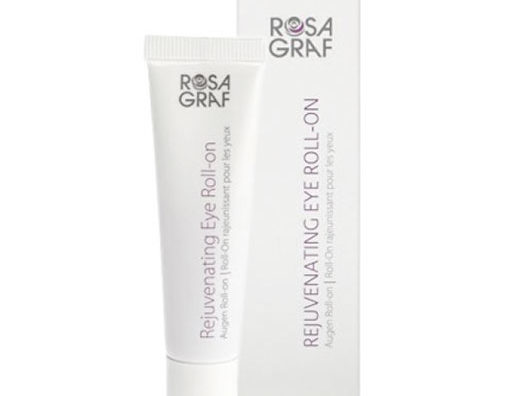 ROSA
GRAF
Rejuvenating Eye Roll-on
Augen Roll-on | Roll-On rajeunissant pour les yeux
ROSA
GRAF
REJUVENATING EYE ROLL-ON
Augen Roll-on | Roll-On rajeunissant pour les yeux